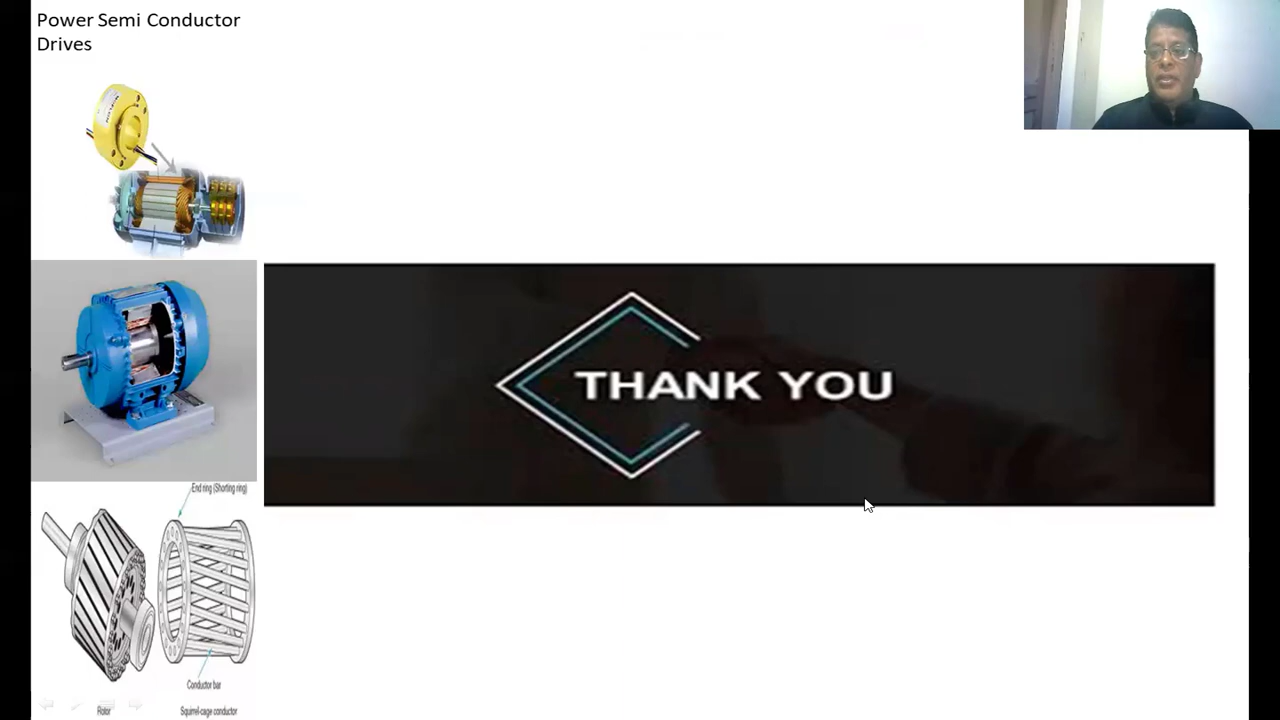 Power Semi Conductor
Drives
THANK YOU
End ring (Shorting ring)
Conductor bar
Rotor
Squirrel-cage conductor